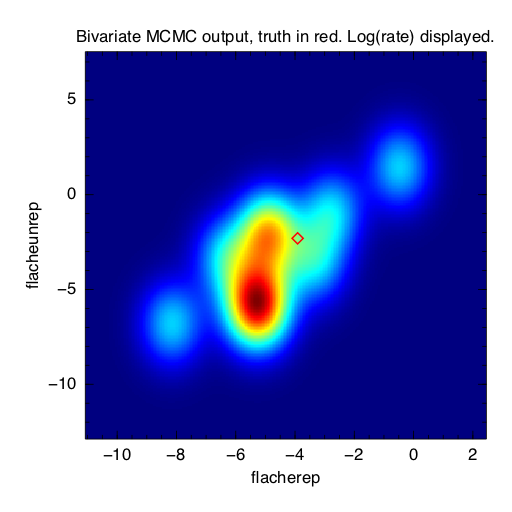 Bivariate MCMC output, truth in red. Log(rate) displayed.
5
0
−5
−10
flacheunrep
−10 −8 −6 −4 −2 0 2
flacherep